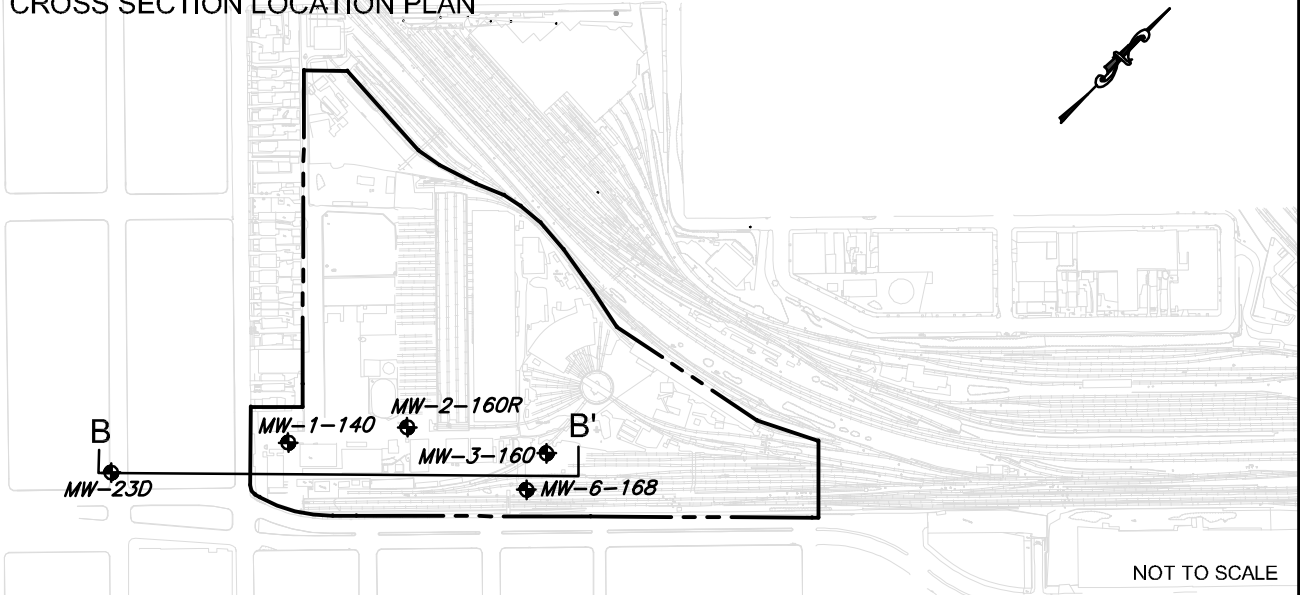 CROSS SECTION LOCATION PLAN
MW-2-160R
MW-1-140
B
B'
MW-3-160
MW-23D
MW-6-168
NOT TO SCALE